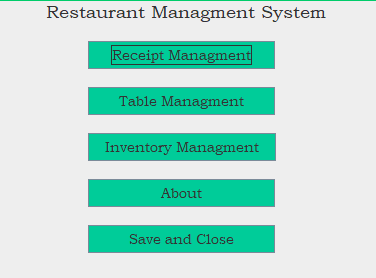 Restaurant Managment System
Receipt Managment
Table Managment
Inventory Managment
About
Save and Close